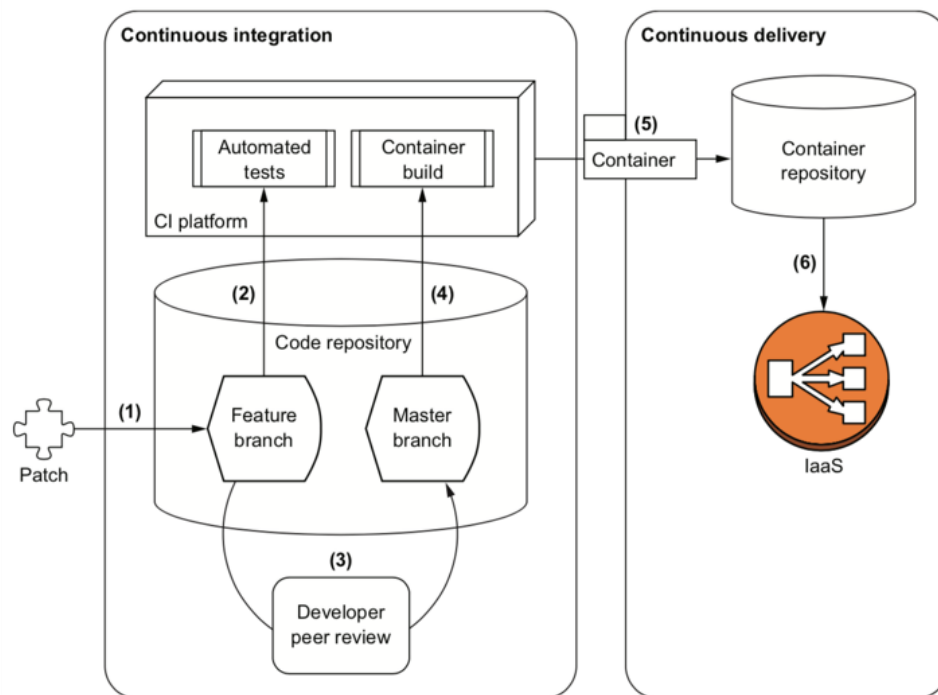 Continuous integration
Continuous delivery
Automated
tests
Container
build
CI platform
(5)
Container
Container
repository
(2)
(4)
(6)
Code repository
(1)
Feature
branch
Master
branch
Patch
IaaS
(3)
Developer
peer review